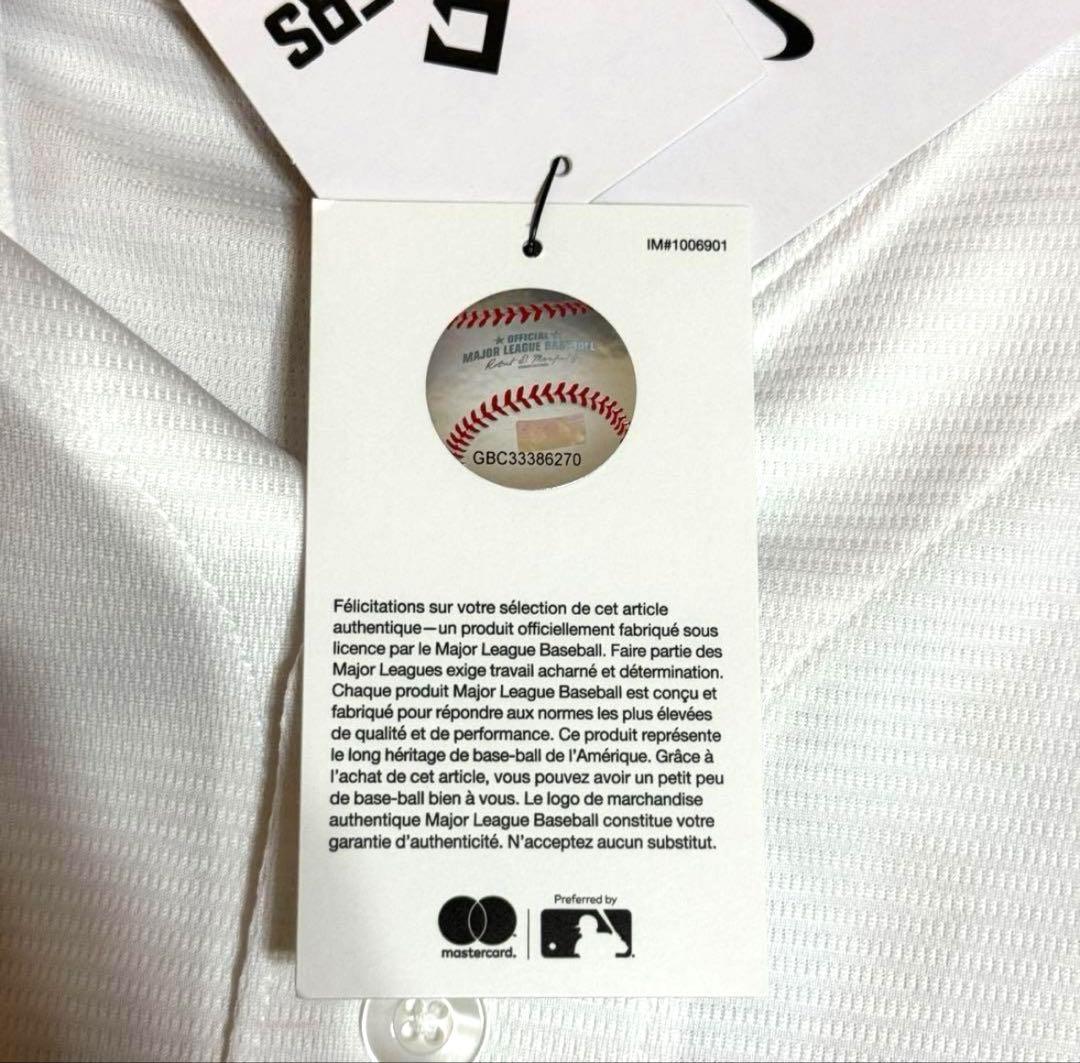 IM#1006901
OFFICIAL
MAJOR LEAGUE BASEBALL
GBC33386270
Félicitations sur votre sélection de cet article
authentique—un produit officiellement fabriqué sous
licence par le Major League Baseball. Faire partie des
Major Leagues exige travail acharné et détermination.
Chaque produit Major League Baseball est conçu et
fabriqué pour répondre aux normes les plus élevées
de qualité et de performance. Ce produit représente
le long héritage de base-ball de l'Amérique. Grâce à
l'achat de cet article, vous pouvez avoir un petit peu
de base-ball bien à vous. Le logo de marchandise
authentique Major League Baseball constitue votre
garantie d'authenticité. N'acceptez aucun substitut.
mastercard.
Preferred by